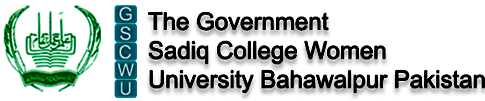 GSCWU
The Government
Sadiq College Women
University Bahawalpur Pakistan